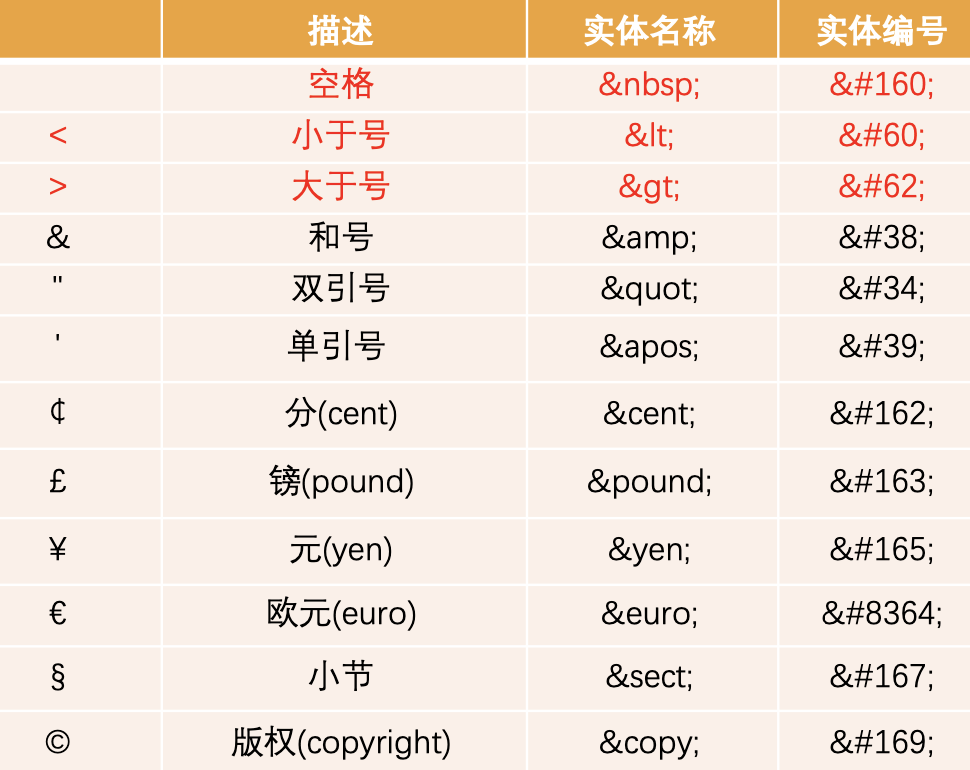 描述 实体名称 实体编号
空格 &nbsp; &#160;
< 小于号 &lt; &#60;
> 大于号 &gt; &#62;
& 和号 &amp; &#38;
" 双引号 &quot; &#34;
' 单引号 &apos; &#39;
¢ 分(cent) &cent; &#162;
£ 镑(pound) &pound; &#163;
¥ 元(yen) &yen; &#165;
€ 欧元(euro) &euro; &#8364;
§ 小节 &sect; &#167;
© 版权(copyright) &copy; &#169;